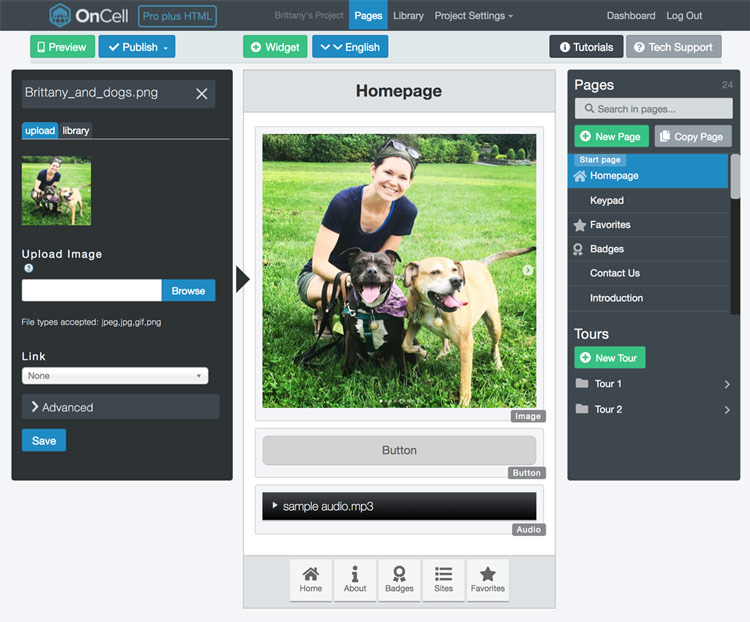 OnCell
Pro plus HTML
Brittany's Project
Pages
Library
Project Settings
Dashboard
Log Out
Preview
Publish
Widget
English
Tutorials
Tech Support
Brittany_and_dogs.png
upload
library
Upload Image
Browse
File types accepted: jpeg,jpg,gif,png
Link
None
Advanced
Save
Homepage
Image
Button
Button
sample audio.mp3
Audio
Home
About
Badges
Sites
Favorites
Pages
24
Search in pages...
New Page
Copy Page
Start page
Homepage
Keypad
Favorites
Badges
Contact Us
Introduction
Tours
New Tour
Tour 1
Tour 2